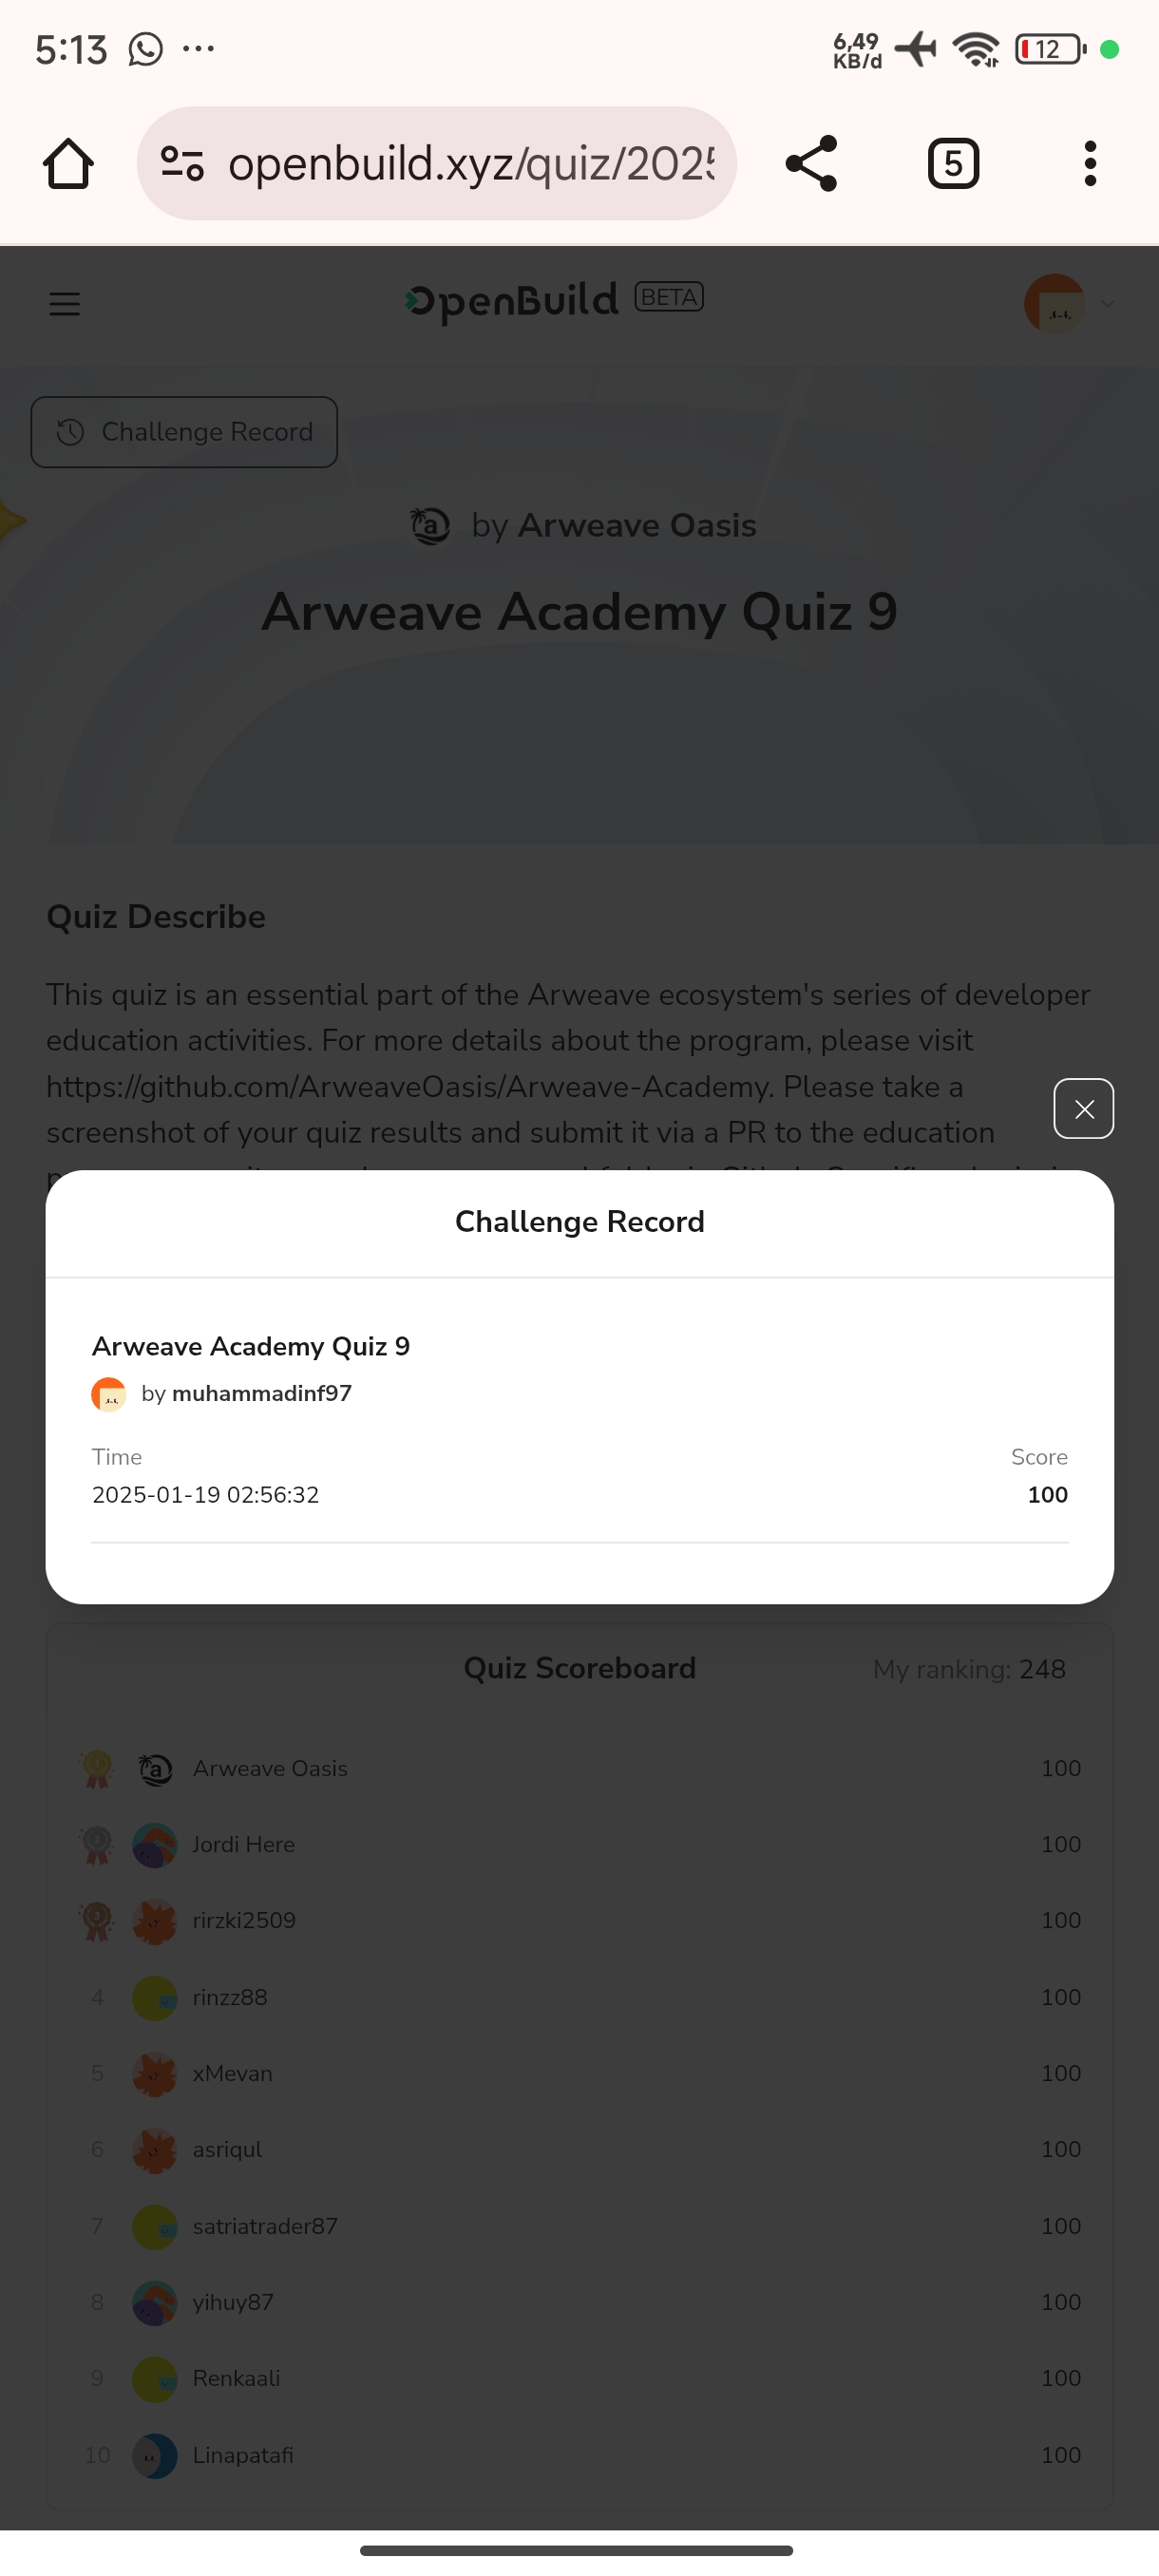 5:13
6,49
KB/d
12
openbuild.xyz/quiz/2025
5
OpenBuild BETA
Challenge Record
by Arweave Oasis
Arweave Academy Quiz 9
Quiz Describe
This quiz is an essential part of the Arweave ecosystem's series of developer
education activities. For more details about the program, please visit
https://github.com/ArweaveOasis/Arweave-Academy. Please take a
screenshot of your quiz results and submit it via a PR to the education
Challenge Record
Arweave Academy Quiz 9
by muhammadinf97
Time Score
2025-01-19 02:56:32 100
Quiz Scoreboard My ranking: 248
1 Arweave Oasis 100
2 Jordi Here 100
3 rirzki2509 100
4 rinzz88 100
5 xMevan 100
6 asriqul 100
7 satriatrader87 100
8 yihuy87 100
9 Renkaali 100
10 Linapatafi 100